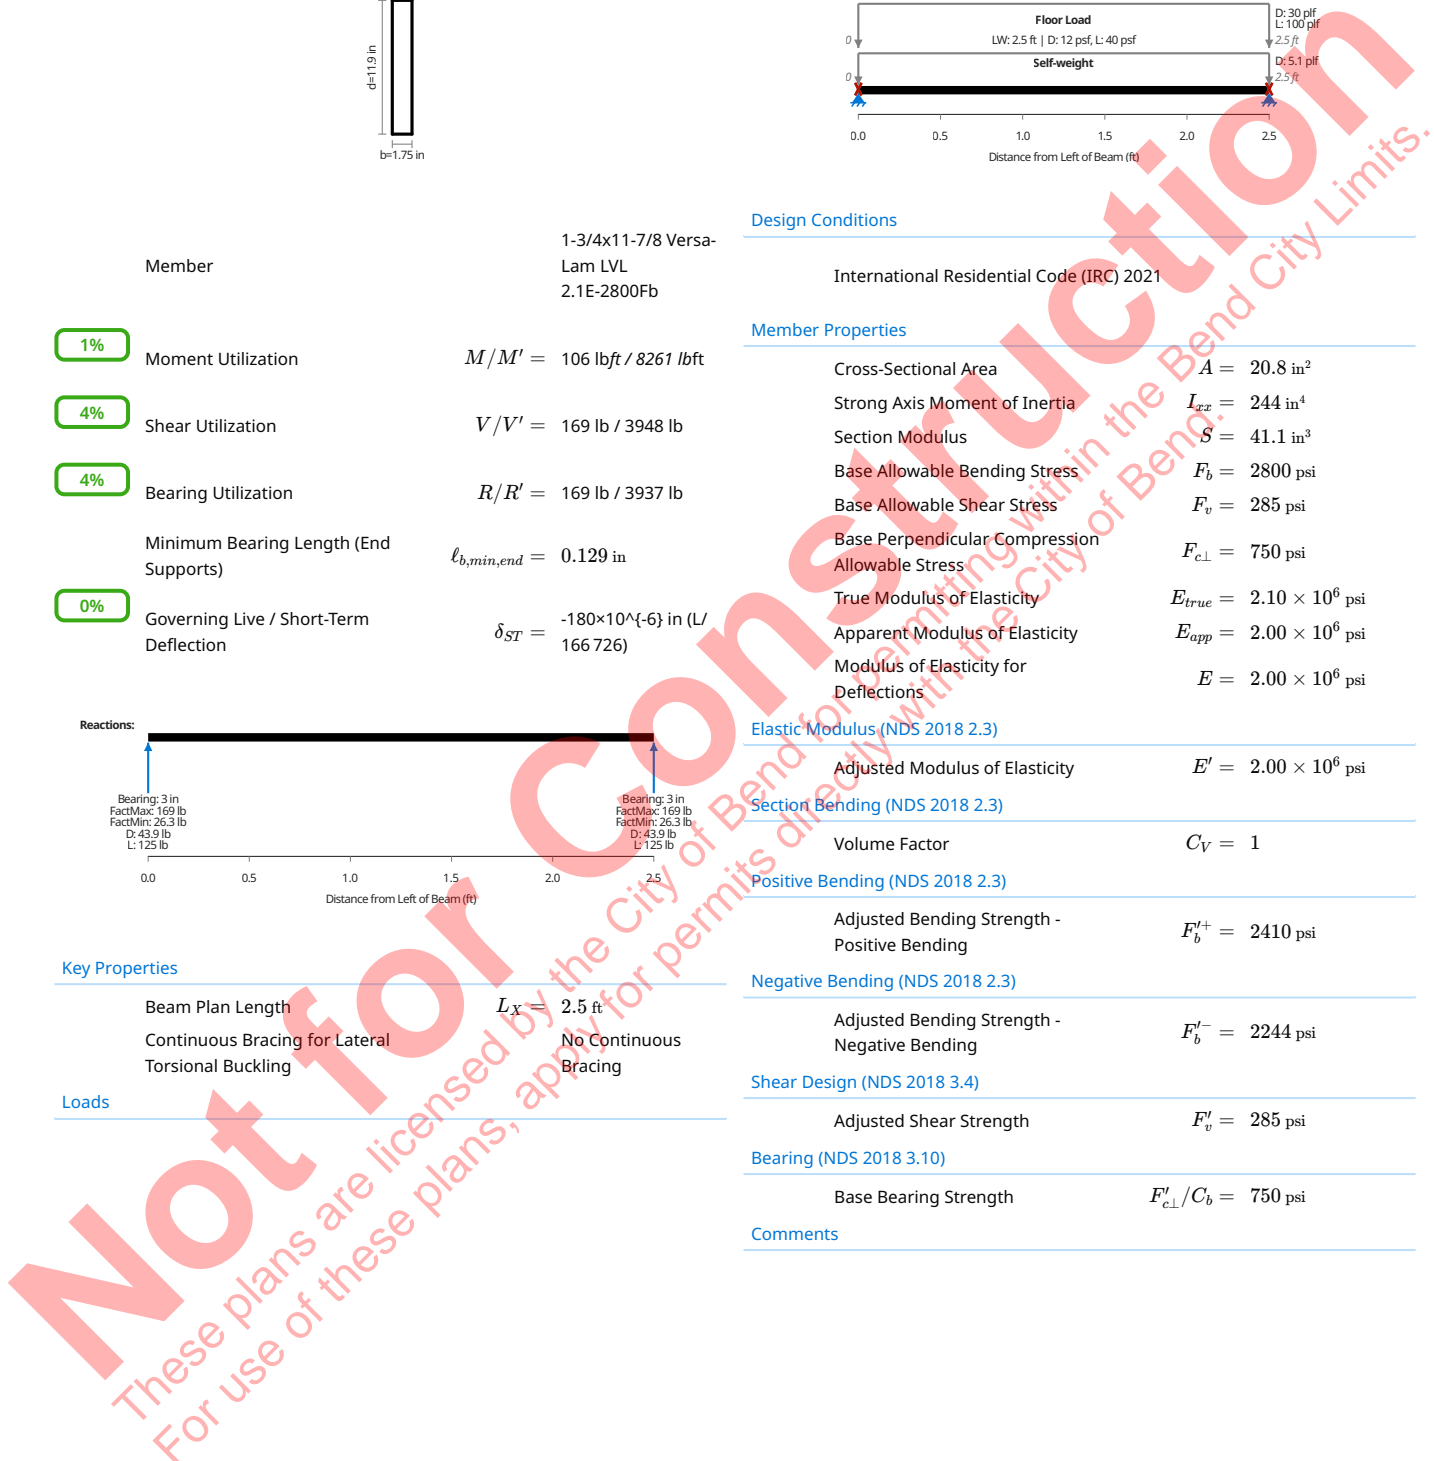 d=11.9 in
b=1.75 in
Floor Load
LW: 2.5 ft | D: 12 psf, L: 40 psf
D: 30 plf
L: 100 plf
0
2.5 ft
Self-weight
D: 5.1 plf
0
2.5 ft
0.0 0.5 1.0 1.5 2.0 2.5
Distance from Left of Beam (ft)
Member
1-3/4x11-7/8 Versa-
Lam LVL
2.1E-2800Fb
1%
Moment Utilization M/M′ = 106 lbft / 8261 lbft
4%
Shear Utilization V/V′ = 169 lb / 3948 lb
4%
Bearing Utilization R/R′ = 169 lb / 3937 lb
Minimum Bearing Length (End
Supports)
ℓb,min,end = 0.129 in
0%
Governing Live / Short-Term
Deflection
δST =
-180×10^{-6} in (L/
166 726)
Reactions:
Bearing: 3 in
FactMax: 169 lb
FactMin: 26.3 lb
D: 43.9 lb
L: 125 lb
Bearing: 3 in
FactMax: 169 lb
FactMin: 26.3 lb
D: 43.9 lb
L: 125 lb
0.0 0.5 1.0 1.5 2.0 2.5
Distance from Left of Beam (ft)
Key Properties
Beam Plan Length LX = 2.5 ft
Continuous Bracing for Lateral
Torsional Buckling
No Continuous
Bracing
Loads
Design Conditions
International Residential Code (IRC) 2021
Member Properties
Cross-Sectional Area A = 20.8 in²
Strong Axis Moment of Inertia Ixx = 244 in⁴
Section Modulus S = 41.1 in³
Base Allowable Bending Stress Fb = 2800 psi
Base Allowable Shear Stress Fv = 285 psi
Base Perpendicular Compression
Allowable Stress
Fc⊥ = 750 psi
True Modulus of Elasticity Etrue = 2.10 × 10⁶ psi
Apparent Modulus of Elasticity Eapp = 2.00 × 10⁶ psi
Modulus of Elasticity for
Deflections
E = 2.00 × 10⁶ psi
Elastic Modulus (NDS 2018 2.3)
Adjusted Modulus of Elasticity E′ = 2.00 × 10⁶ psi
Section Bending (NDS 2018 2.3)
Volume Factor CV = 1
Positive Bending (NDS 2018 2.3)
Adjusted Bending Strength -
Positive Bending
Fb′+ = 2410 psi
Negative Bending (NDS 2018 2.3)
Adjusted Bending Strength -
Negative Bending
Fb′− = 2244 psi
Shear Design (NDS 2018 3.4)
Adjusted Shear Strength Fv′ = 285 psi
Bearing (NDS 2018 3.10)
Base Bearing Strength F′c⊥/Cb = 750 psi
Comments
Not for Construction
These plans are licensed by the City of Bend for permitting within the Bend City Limits.
For use of these plans, apply for permits directly with the City of Bend.